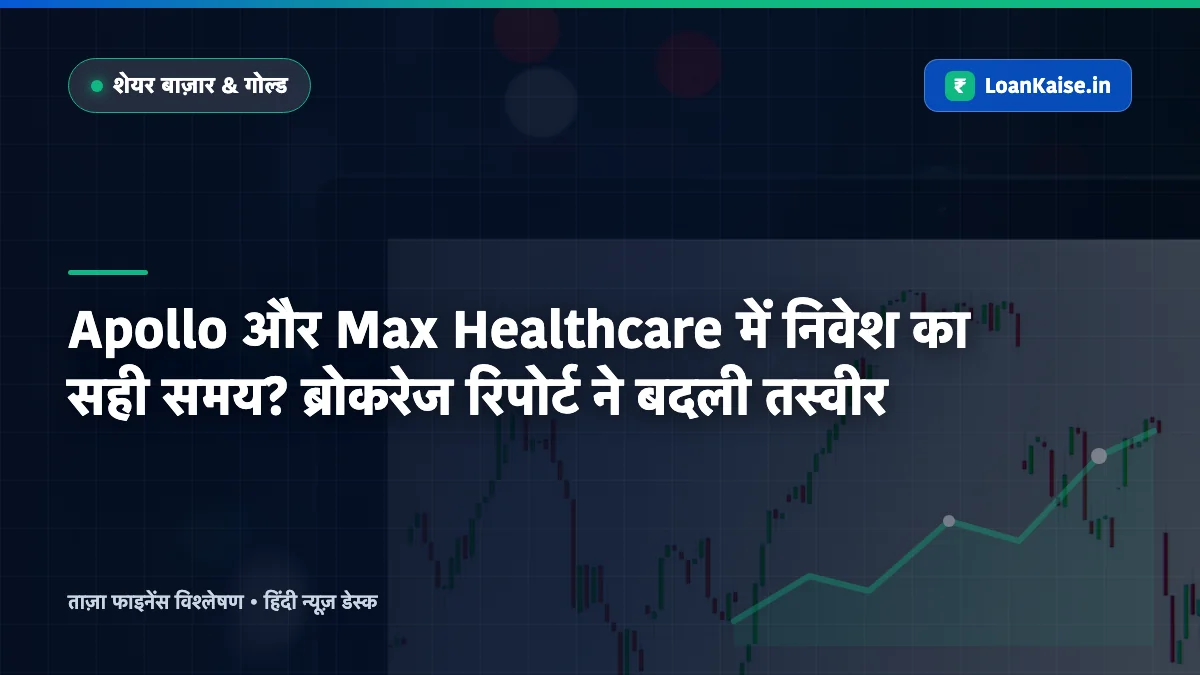 शेयर बाज़ार & गोल्ड
₹ LoanKaise.in
Apollo और Max Healthcare में निवेश का
सही समय? ब्रोकरेज रिपोर्ट ने बदली तस्वीर
ताज़ा फाइनेंस विश्लेषण • हिंदी न्यूज़ डेस्क